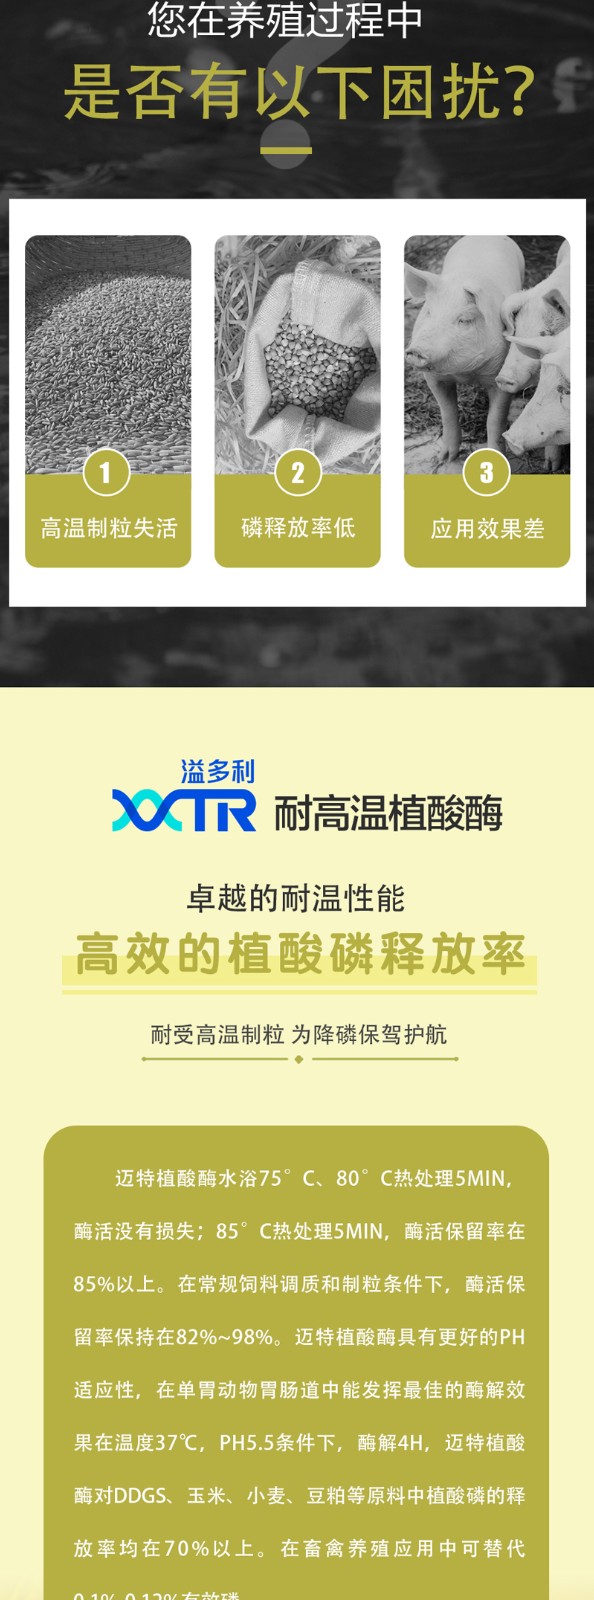 您在养殖过程中
是否有以下困扰?
1
高温制粒失活
2
磷释放率低
3
应用效果差
溢多利
VTR 耐高温植酸酶
卓越的耐温性能
高效的植酸磷释放率
耐受高温制粒 为降磷保驾护航
迈特植酸酶水浴75°C、80°C热处理5MIN,
酶活没有损失；85°C热处理5MIN，酶活保留率在
85%以上。在常规饲料调质和制粒条件下，酶活保
留率保持在82%~98%。迈特植酸酶具有更好的PH
适应性，在单胃动物胃肠道中能发挥最佳的酶解效
果在温度37℃，PH5.5条件下，酶解4H，迈特植酸
酶对DDGS、玉米、小麦、豆粕等原料中植酸磷的释
放率均在70%以上。在畜禽养殖应用中可替代